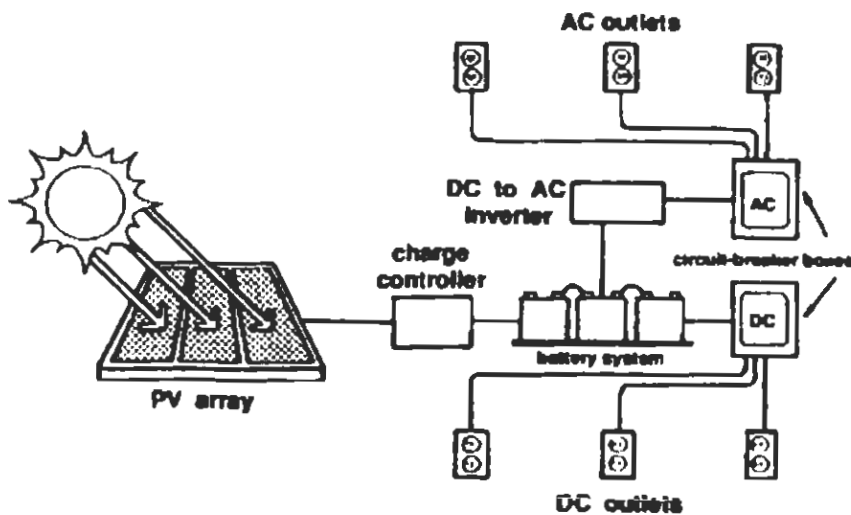 AC outlets
DC to AC
inverter
AC
charge
controller
circuit-breaker boxes
DC
battery system
PV array
DC outlets